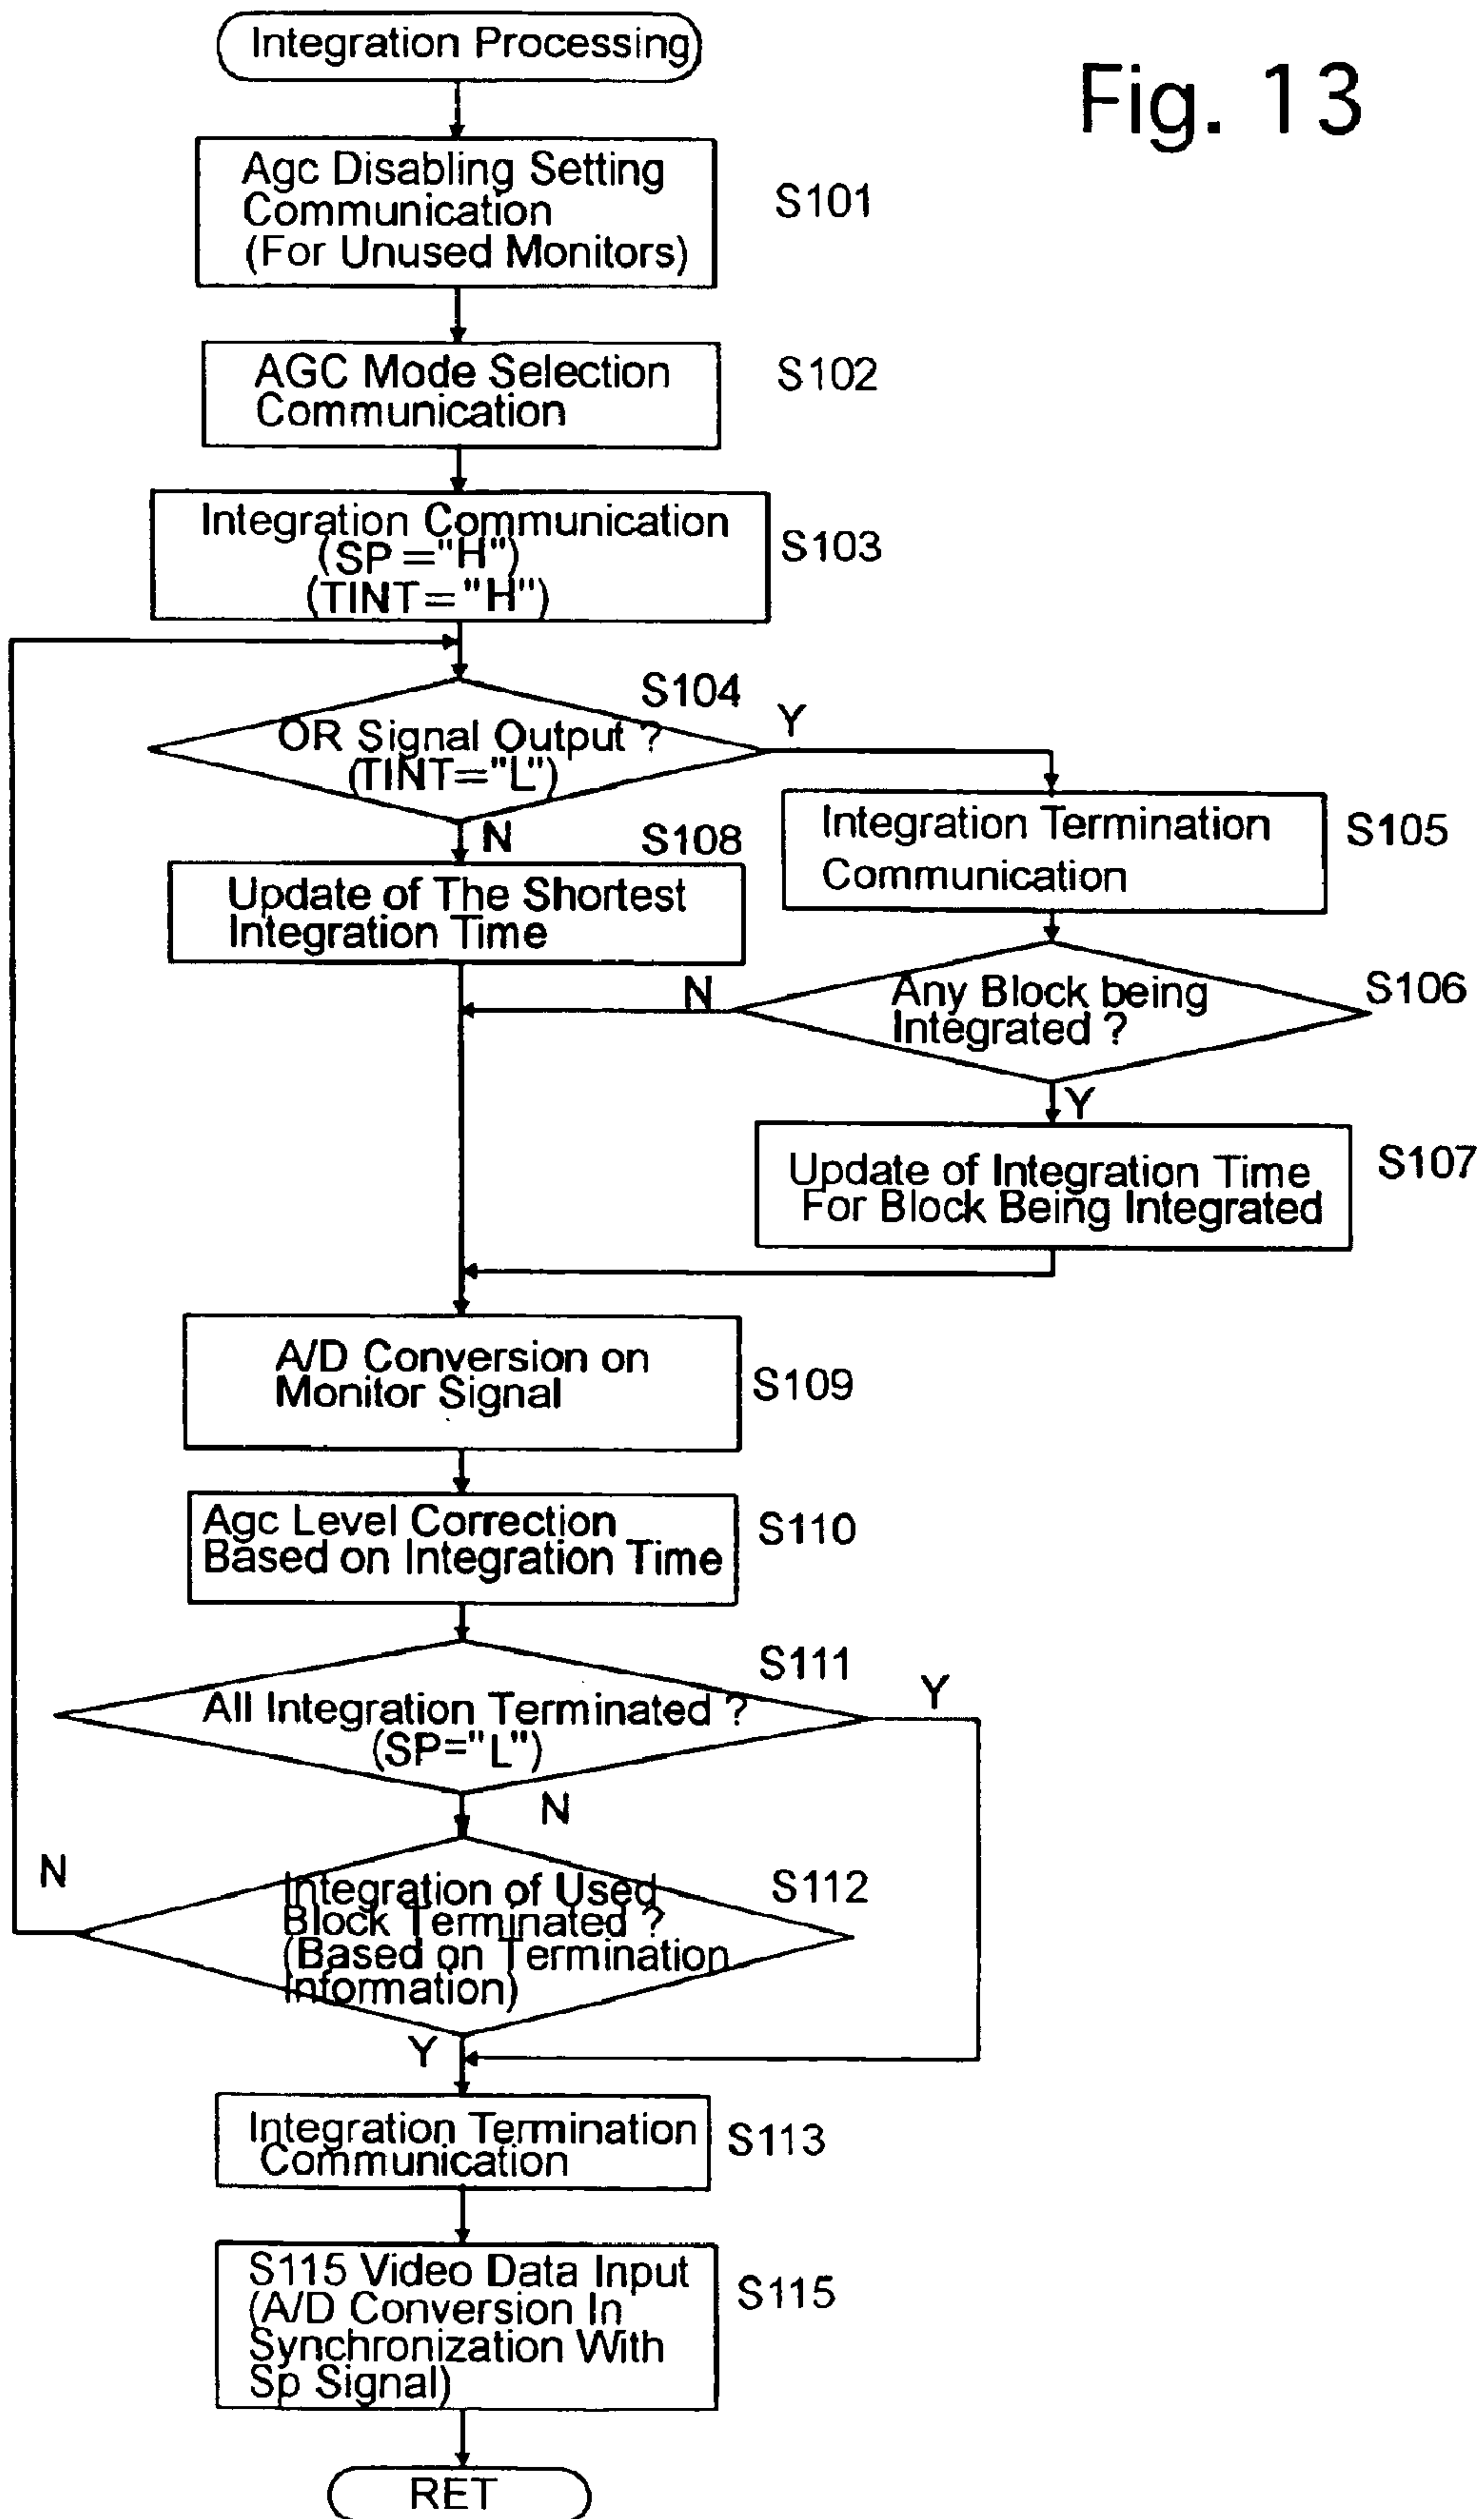 Integration Processing
Fig. 13
Agc Disabling Setting
Communication
(For Unused Monitors)
S101
AGC Mode Selection
Communication
S102
Integration Communication
(SP="H")
(TINT="H")
S103
S104
OR Signal Output ?
(TINT="L")
Y
N
S108
Update of The Shortest
Integration Time
Integration Termination
Communication
S105
N
Any Block being
Integrated ?
S106
Y
Update of Integration Time
For Block Being Integrated
S107
A/D Conversion on
Monitor Signal
S109
Agc Level Correction
Based on Integration Time
S110
S111
All Integration Terminated ?
(SP="L")
Y
N
N
Integration of Used
Block Terminated ?
(Based on Termination
Information)
S112
Y
Integration Termination
Communication
S113
S115 Video Data Input
(A/D Conversion In
Synchronization With
Sp Signal)
S115
RET